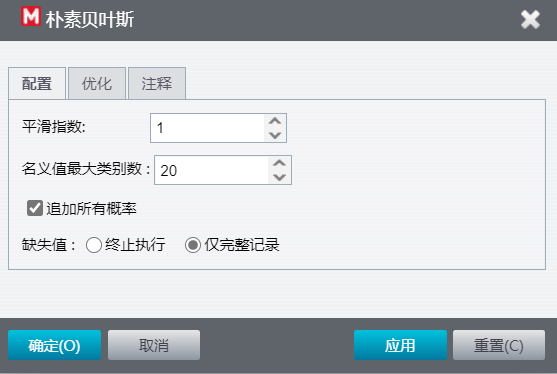 M 朴素贝叶斯
配置 优化 注释
平滑指数: 1
名义值最大类别数 : 20
追加所有概率
缺失值 : 终止执行 仅完整记录
确定(O) 取消 应用 重置(C)